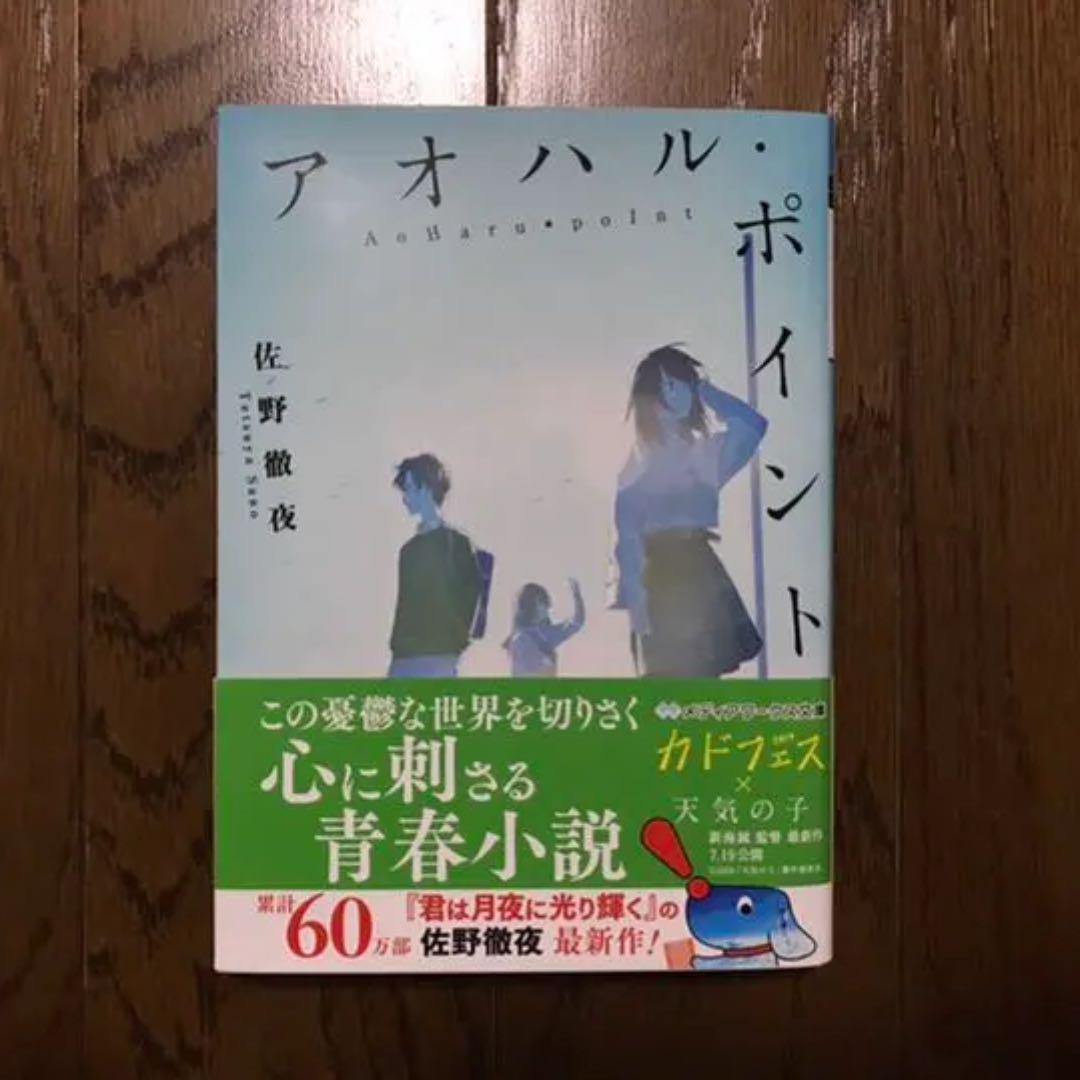 アオハル・ポイント
AoHaru・poInt
佐野徹夜
Tetsuya Sano
この憂鬱な世界を切りさく
心に刺さる
青春小説
メディアワークス文庫
カドフェス
×
天気の子
新海誠 監督 最新作
7.19公開
累計60万部
『君は月夜に光り輝く』の
佐野徹夜 最新作!